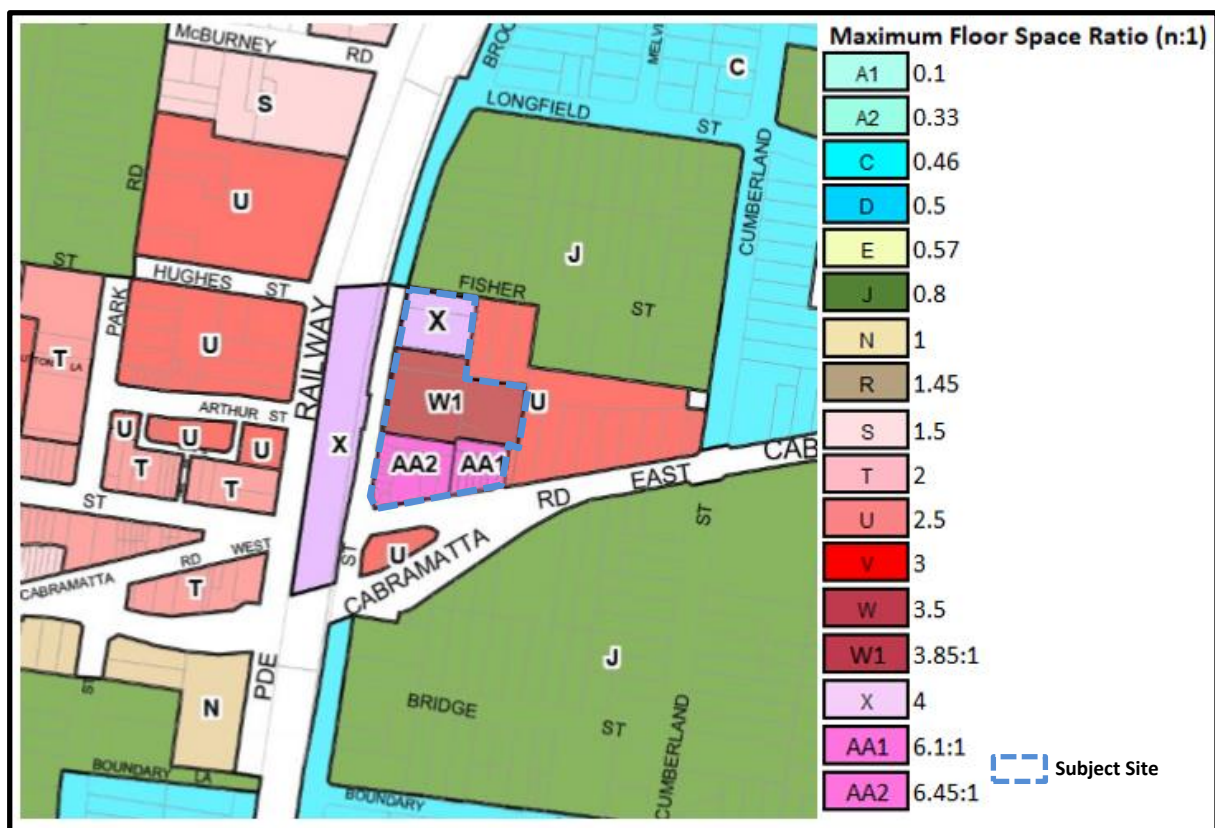 McBURNEY
RD
BROO
MELVI
C
LONGFIELD
ST
CUMBERLAND
S
RD
U
J
ST
HUGHES
ST
FISHER
ST
PARK
RAILWAY
X
U
T
LA
W1
U
ARTHUR ST
U
U
U
X
AA2
AA1
T
T
ST
RD
EAST
CAB
ST
RD
WEST
ST
U
CABRAMATTA
CABRAMATTA
T
J
PDE
ST
N
BRIDGE
ST
CUMBERLAND
BOUNDARY
LA
BOUNDARY
Maximum Floor Space Ratio (n:1)
A1 0.1
A2 0.33
C 0.46
D 0.5
E 0.57
J 0.8
N 1
R 1.45
S 1.5
T 2
U 2.5
V 3
W 3.5
W1 3.85:1
X 4
AA1 6.1:1
AA2 6.45:1
Subject Site